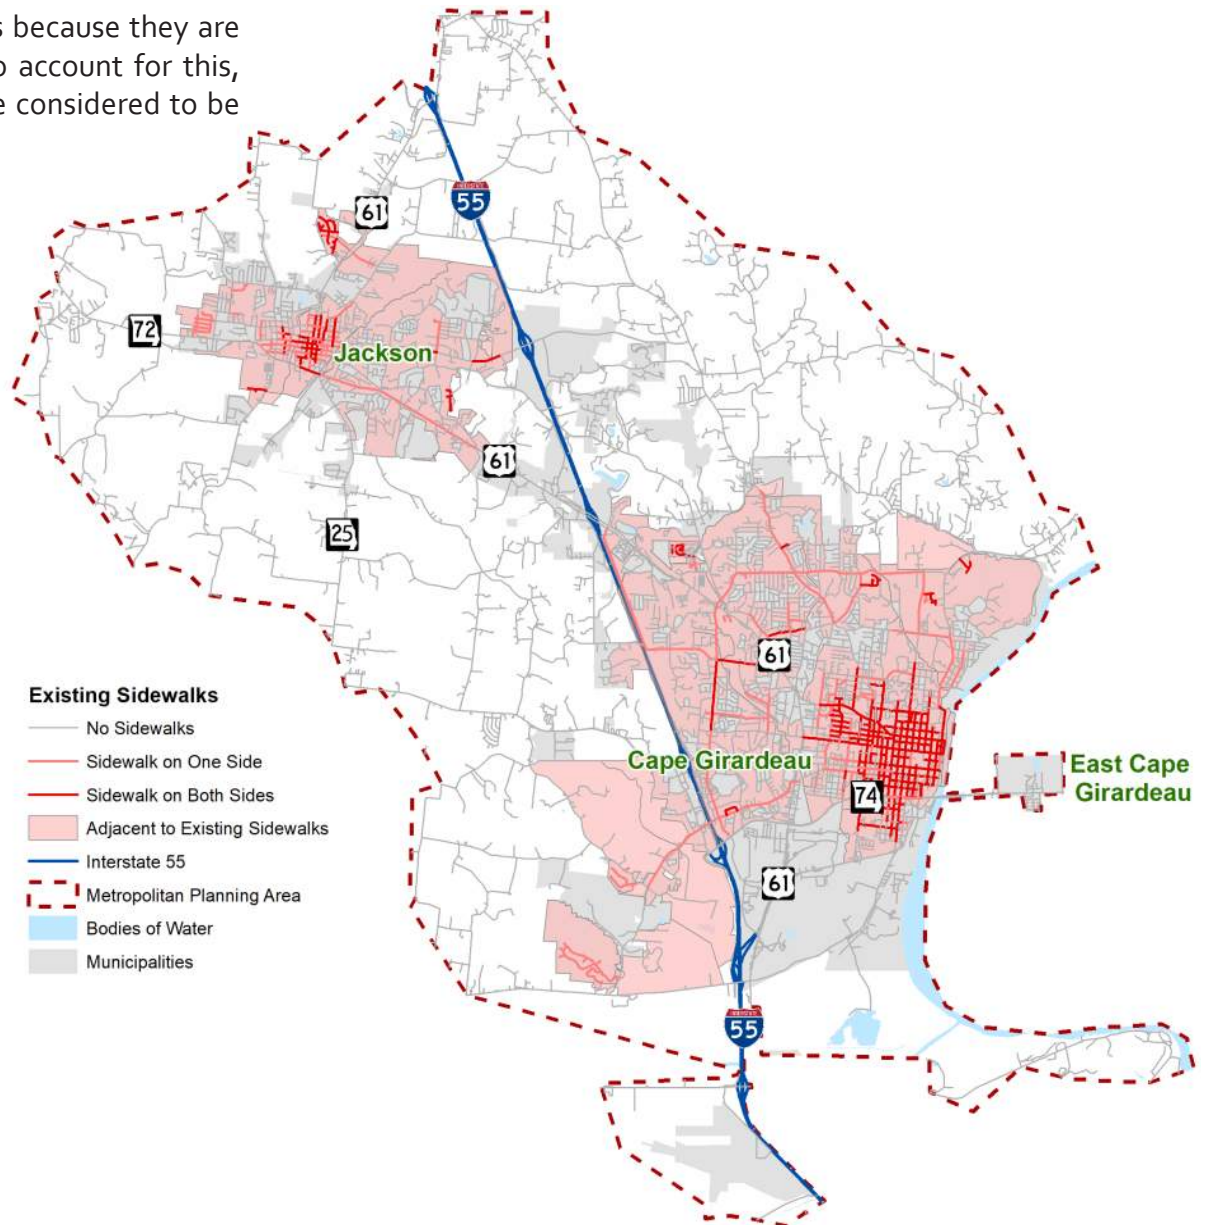 s because they are
o account for this,
e considered to be
61
INTERSTATE
55
72
Jackson
61
25
61
Existing Sidewalks
No Sidewalks
Sidewalk on One Side
Sidewalk on Both Sides
Adjacent to Existing Sidewalks
Interstate 55
Metropolitan Planning Area
Bodies of Water
Municipalities
Cape Girardeau
74
East Cape
Girardeau
61
INTERSTATE
55